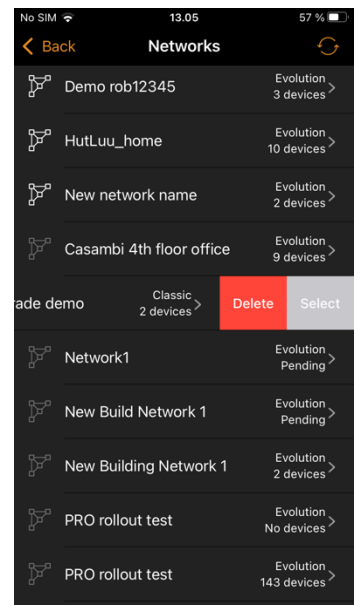 No SIM 13.05 57 %
Back Networks
Demo rob12345 Evolution
3 devices
HutLuu_home Evolution
10 devices
New network name Evolution
2 devices
Casambi 4th floor office Evolution
9 devices
rade demo Classic
2 devices
Delete Select
Network1 Evolution
Pending
New Build Network 1 Evolution
Pending
New Building Network 1 Evolution
2 devices
PRO rollout test Evolution
No devices
PRO rollout test Evolution
143 devices